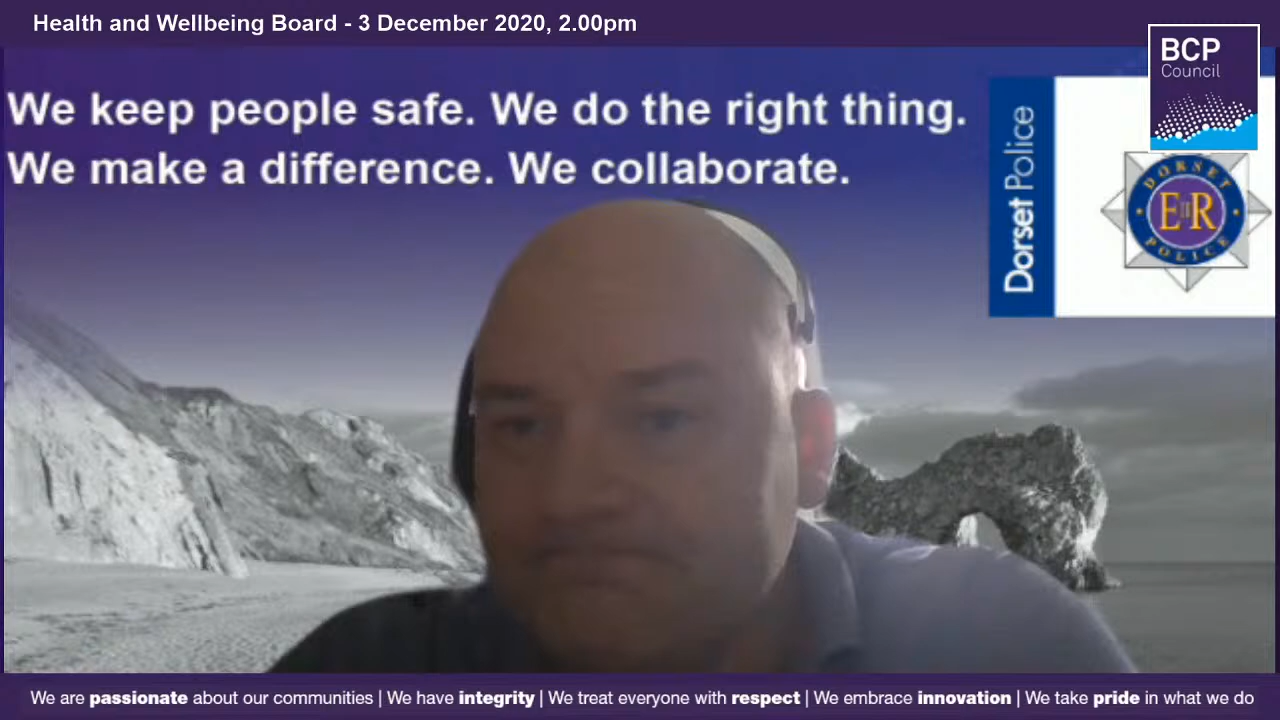 Health and Wellbeing Board - 3 December 2020, 2.00pm
BCP
Council
We keep people safe. We do the right thing.
We make a difference. We collaborate.
Dorset Police
DORSET
EIIR
POLICE
We are passionate about our communities | We have integrity | We treat everyone with respect | We embrace innovation | We take pride in what we do